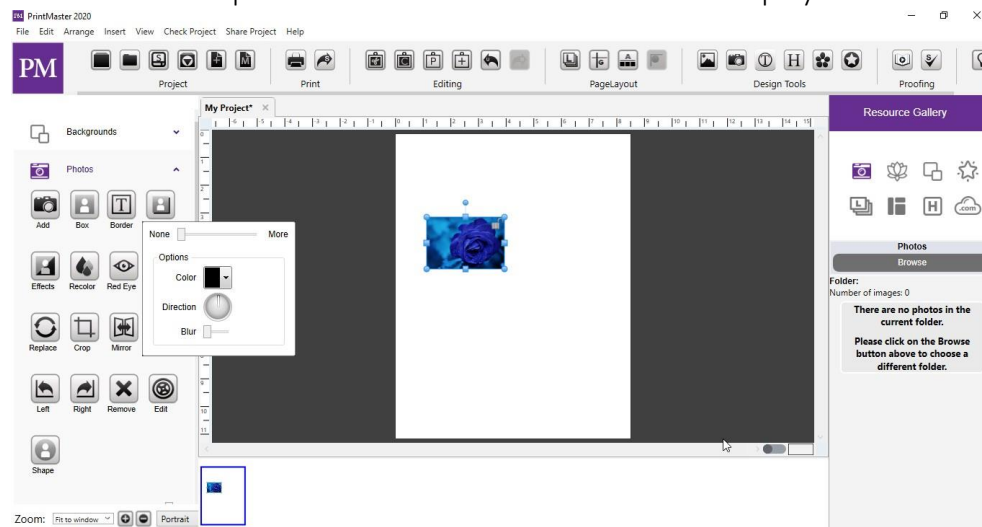 PrintMaster 2020
File Edit Arrange Insert View Check Project Share Project Help
PM
Project Print Editing PageLayout Design Tools Proofing
My Project*
Backgrounds
Photos
Add Box Border
None More
Options
Color
Direction
Blur
Effects Recolor Red Eye
Replace Crop Mirror
Left Right Remove Edit
Shape
Zoom: Fit to window Portrait
Resource Gallery
Photos
Browse
Folder:
Number of images: 0
There are no photos in the
current folder.
Please click on the Browse
button above to choose a
different folder.